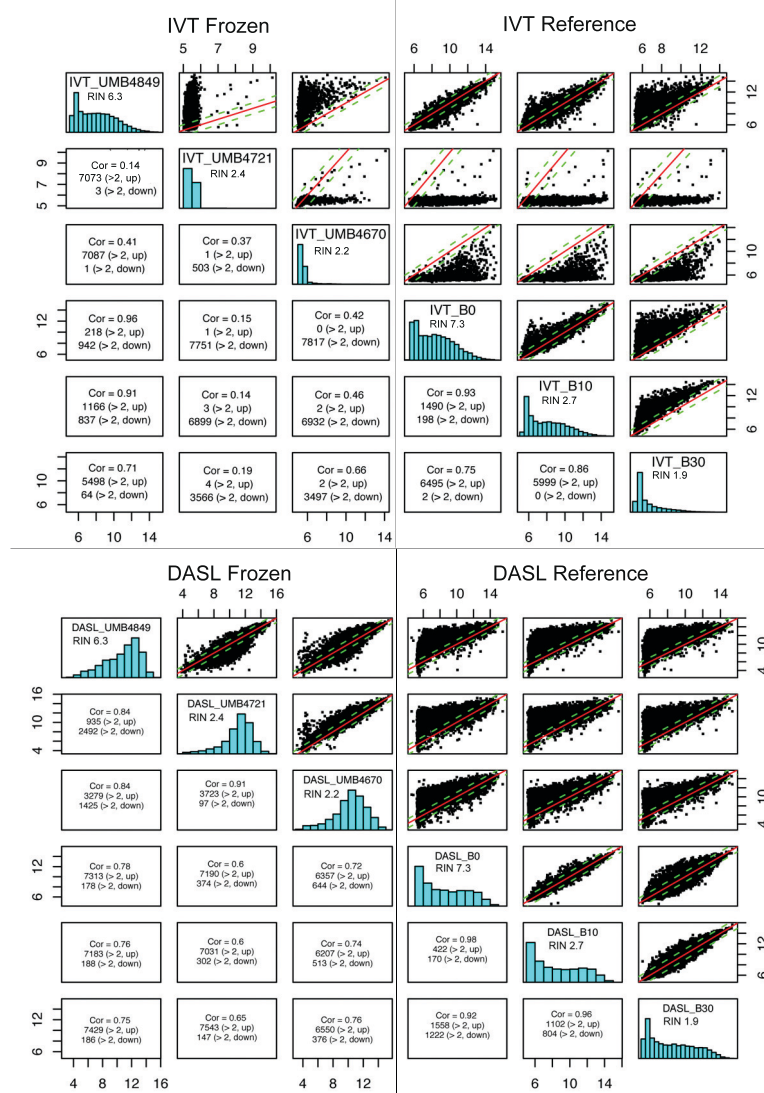 IVT Frozen
IVT Reference
5 6 7 8 9 10
6 8 10 12 14
6 8 10 12
IVT_UMB4849
RIN 6.3
6 12
Cor = 0.14
7073 (>2, up)
3 (> 2, down)
IVT_UMB4721
RIN 2.4
5 7 9
Cor = 0.41
7087 (> 2, up)
1 (> 2, down)
Cor = 0.37
1 (> 2, up)
503 (> 2, down)
IVT_UMB4670
RIN 2.2
6 10 14
6 12
Cor = 0.96
218 (> 2, up)
942 (> 2, down)
Cor = 0.15
1 (> 2, up)
7751 (> 2, down)
Cor = 0.42
0 (> 2, up)
7817 (> 2, down)
IVT_B0
RIN 7.3
Cor = 0.91
1166 (> 2, up)
837 (> 2, down)
Cor = 0.14
3 (> 2, up)
6899 (> 2, down)
Cor = 0.46
2 (> 2, up)
6932 (> 2, down)
Cor = 0.93
1490 (> 2, up)
198 (> 2, down)
IVT_B10
RIN 2.7
6 12
6 10
Cor = 0.71
5498 (> 2, up)
64 (> 2, down)
Cor = 0.19
4 (> 2, up)
3566 (> 2, down)
Cor = 0.66
2 (> 2, up)
3497 (> 2, down)
Cor = 0.75
6495 (> 2, up)
2 (> 2, down)
Cor = 0.86
5999 (> 2, up)
0 (> 2, down)
IVT_B30
RIN 1.9
6 10 14
6 10 14
6 10 14
DASL Frozen
DASL Reference
4 8 12 16
6 10 14
6 10 14
DASL_UMB4849
RIN 6.3
4 10
4 10 16
Cor = 0.84
935 (> 2, up)
2492 (> 2, down)
DASL_UMB4721
RIN 2.4
Cor = 0.84
3279 (> 2, up)
1425 (> 2, down)
Cor = 0.91
3723 (> 2, up)
97 (> 2, down)
DASL_UMB4670
RIN 2.2
4 10
6 12
Cor = 0.78
7313 (> 2, up)
178 (> 2, down)
Cor = 0.6
7190 (> 2, up)
374 (> 2, down)
Cor = 0.72
6357 (> 2, up)
644 (> 2, down)
DASL_B0
RIN 7.3
Cor = 0.76
7183 (> 2, up)
188 (> 2, down)
Cor = 0.6
7031 (> 2, up)
302 (> 2, down)
Cor = 0.74
6207 (> 2, up)
513 (> 2, down)
Cor = 0.98
422 (> 2, up)
170 (> 2, down)
DASL_B10
RIN 2.7
6 12
6 12
Cor = 0.75
7429 (> 2, up)
186 (> 2, down)
Cor = 0.65
7543 (> 2, up)
147 (> 2, down)
Cor = 0.76
6550 (> 2, up)
376 (> 2, down)
Cor = 0.92
1558 (> 2, up)
1222 (> 2, down)
Cor = 0.96
1102 (> 2, up)
804 (> 2, down)
DASL_B30
RIN 1.9
4 8 12 16
4 8 12
6 10 14